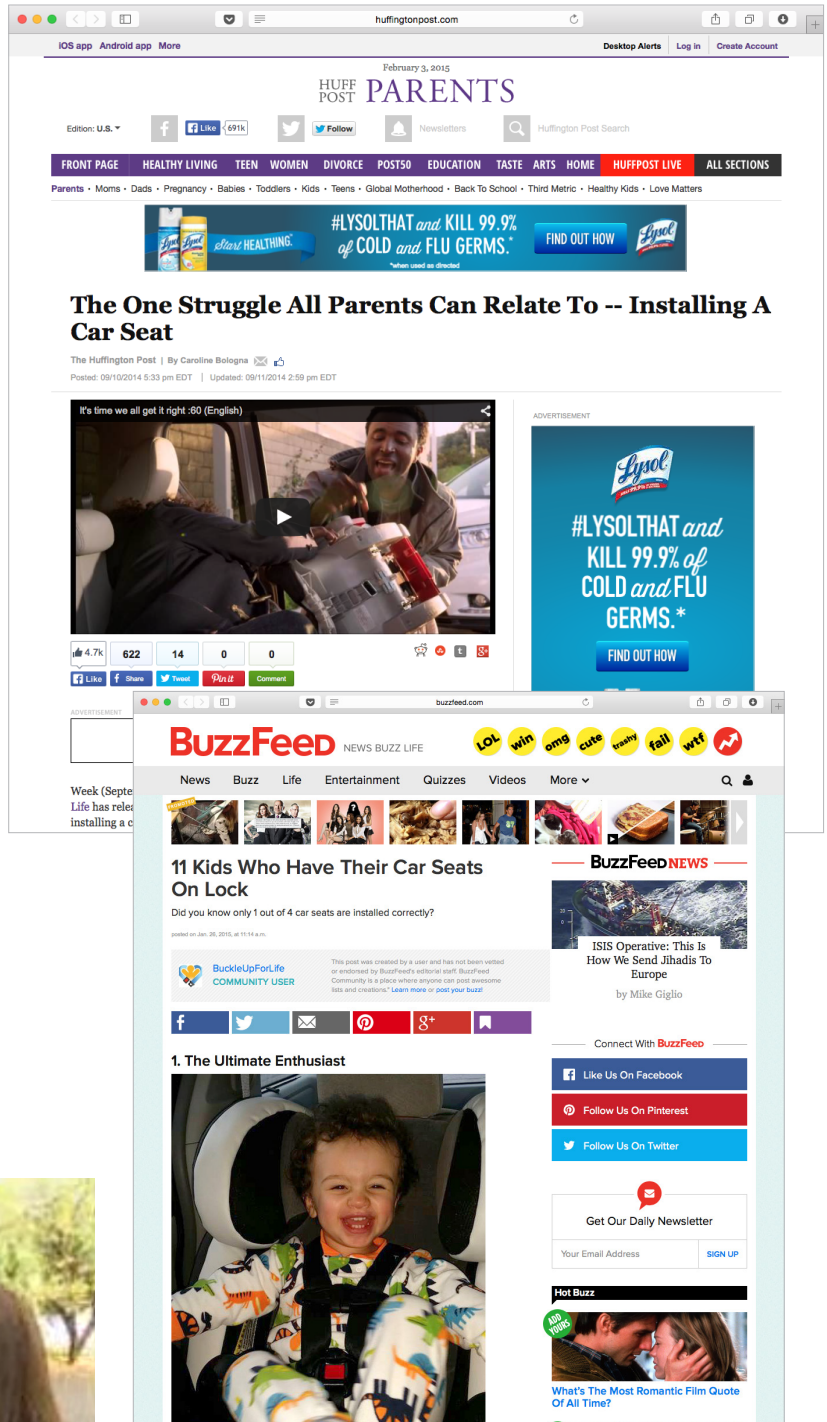 huffingtonpost.com
iOS app Android app More
Desktop Alerts Log in Create Account
February 3, 2015
HUFF POST PARENTS
Edition: U.S.
Like 691k
Follow
Newsletters
Huffington Post Search
FRONT PAGE HEALTHY LIVING TEEN WOMEN DIVORCE POST50 EDUCATION TASTE ARTS HOME HUFFPOST LIVE ALL SECTIONS
Parents • Moms • Dads • Pregnancy • Babies • Toddlers • Kids • Teens • Global Motherhood • Back To School • Third Metric • Healthy Kids • Love Matters
Lysol Lysol
Start HEALTHING.
#LYSOLTHAT and KILL 99.9%
of COLD and FLU GERMS.*
*when used as directed
FIND OUT HOW
Lysol
The One Struggle All Parents Can Relate To -- Installing A
Car Seat
The Huffington Post | By Caroline Bologna
Posted: 09/10/2014 5:33 pm EDT | Updated: 09/11/2014 2:59 pm EDT
It's time we all get it right :60 (English)
ADVERTISEMENT
Lysol
#LYSOLTHAT and
KILL 99.9% of
COLD and FLU
GERMS.*
FIND OUT HOW
4.7k 622 14 0 0
Like Share Tweet Pin it Comment
ADVERTISEMENT
Week (Septe
Life has relea
installing a c
buzzfeed.com
BuzzFeed NEWS BUZZ LIFE
LOL win omg cute trashy fail wtf
News Buzz Life Entertainment Quizzes Videos More
PROMOTED
11 Kids Who Have Their Car Seats
On Lock
Did you know only 1 out of 4 car seats are installed correctly?
posted on Jan. 26, 2015, at 11:14 a.m.
BuckleUpForLife
COMMUNITY USER
This post was created by a user and has not been vetted
or endorsed by BuzzFeed's editorial staff. BuzzFeed
Community is a place where anyone can post awesome
lists and creations." Learn more or post your buzz!
1. The Ultimate Enthusiast
BuzzFeed NEWS
ISIS Operative: This Is
How We Send Jihadis To
Europe
by Mike Giglio
Connect With BuzzFeed
Like Us On Facebook
Follow Us On Pinterest
Follow Us On Twitter
Get Our Daily Newsletter
Your Email Address SIGN UP
Hot Buzz
ADD YOURS
What's The Most Romantic Film Quote
Of All Time?